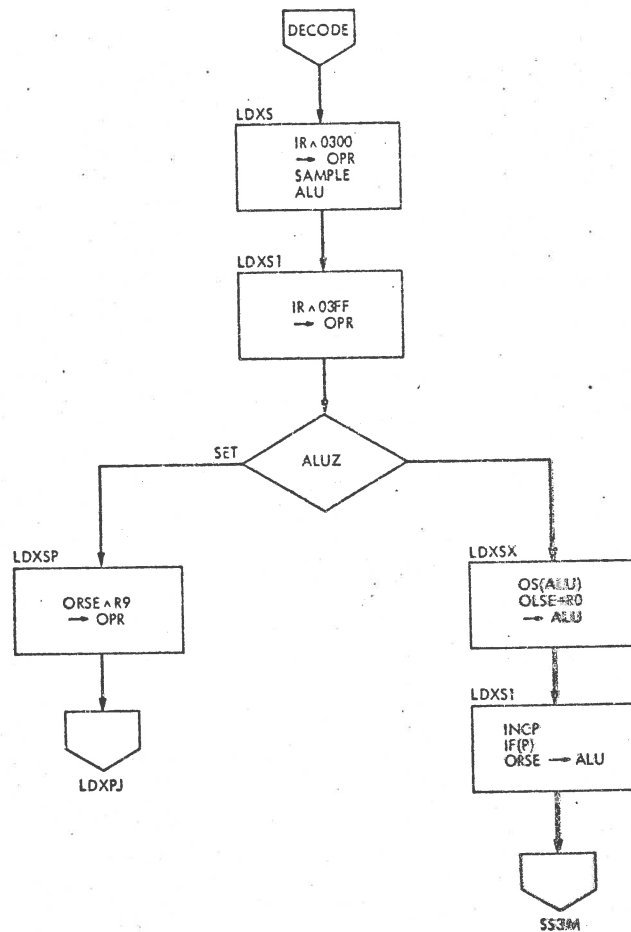 DECODE
LDXS
IR ∧ 0300
→ OPR
SAMPLE
ALU
LDXS1
IR ∧ 03FF
→ OPR
SET
ALUZ
LDXSP
ORSE ∧ R9
→ OPR
LDXPJ
LDXSX
OS(ALU)
OLSE+R0
→ ALU
LDXS1
INCP
IF(P)
ORSE → ALU
SS3M